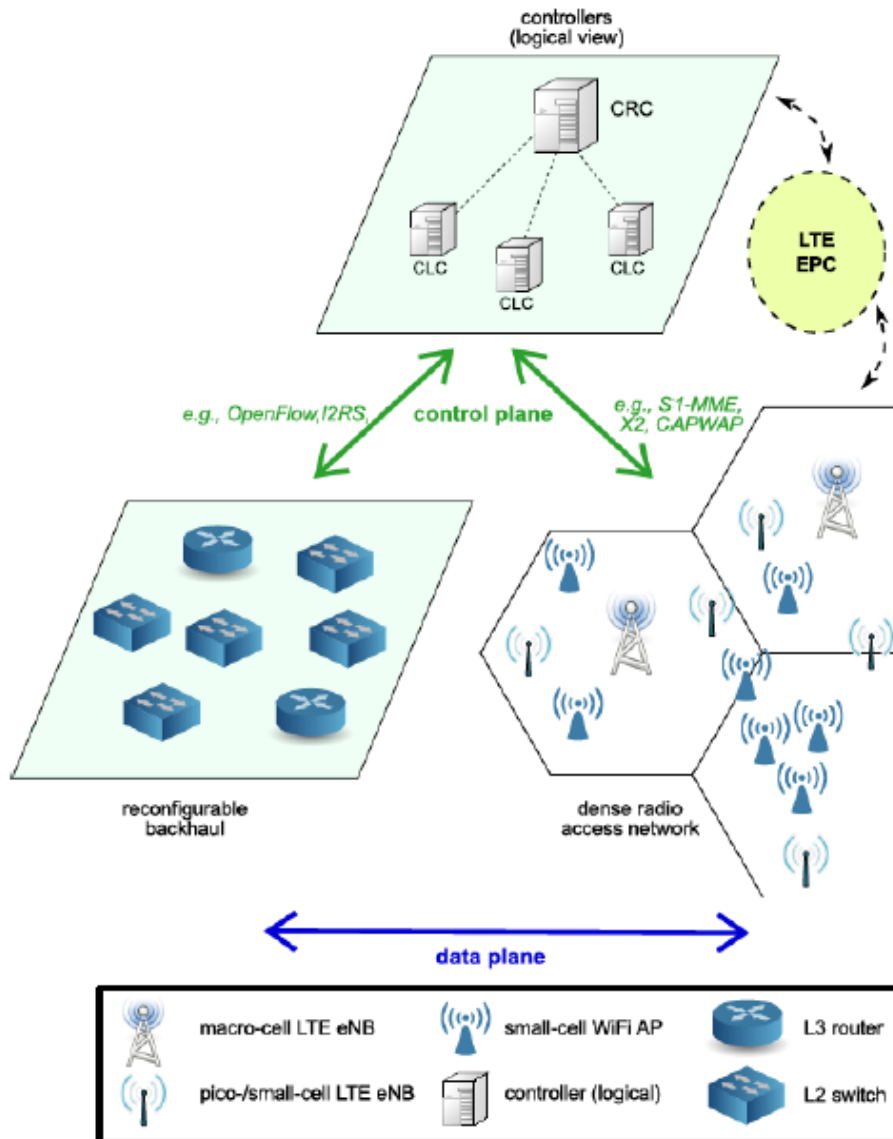 controllers
(logical view)
CRC
CLC
CLC
CLC
LTE
EPC
e.g., OpenFlow,I2RS,
control plane
e.g., S1-MME,
X2, CAPWAP
reconfigurable
backhaul
dense radio
access network
data plane
macro-cell LTE eNB
small-cell WiFi AP
L3 router
pico-/small-cell LTE eNB
controller (logical)
L2 switch